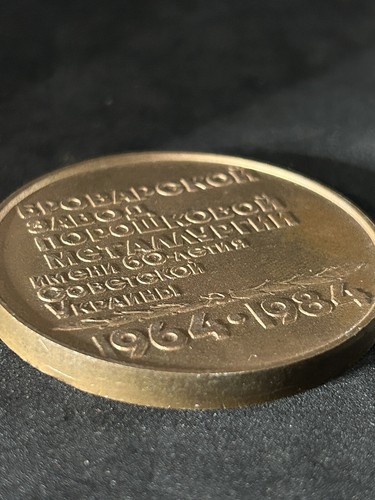 БРОВАРСКОЙ
ЗАВОД
ПОРОШКОВОЙ
МЕТАЛЛУРГИИ
ИМЕНИ 60-ЛЕТИЯ
СОВЕТСКОЙ
УКРАИНЫ
1964•1984